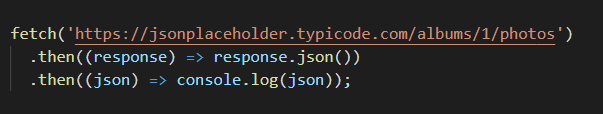 fetch('https://jsonplaceholder.typicode.com/albums/1/photos')
  .then((response) => response.json())
  .then((json) => console.log(json));